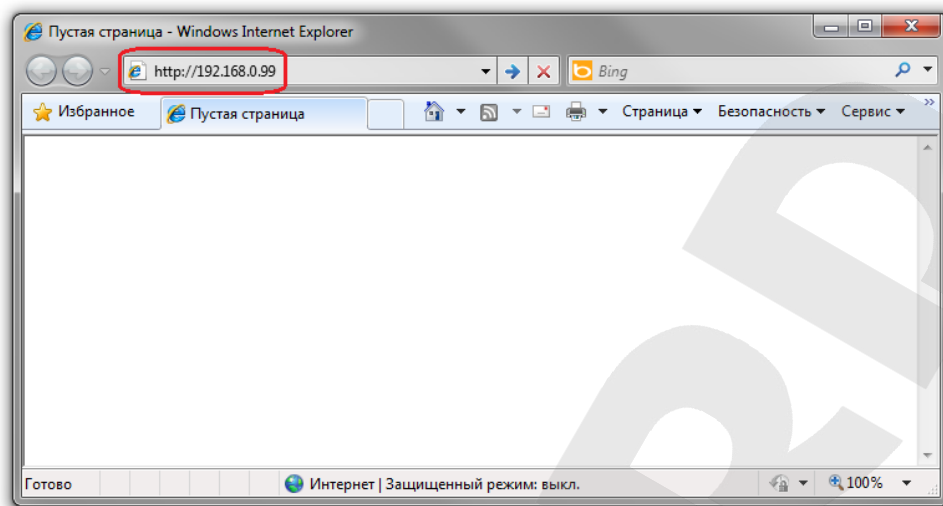 Пустая страница - Windows Internet Explorer
http://192.168.0.99
Bing
Избранное
Пустая страница
Страница
Безопасность
Сервис
Готово
Интернет | Защищенный режим: выкл.
100%